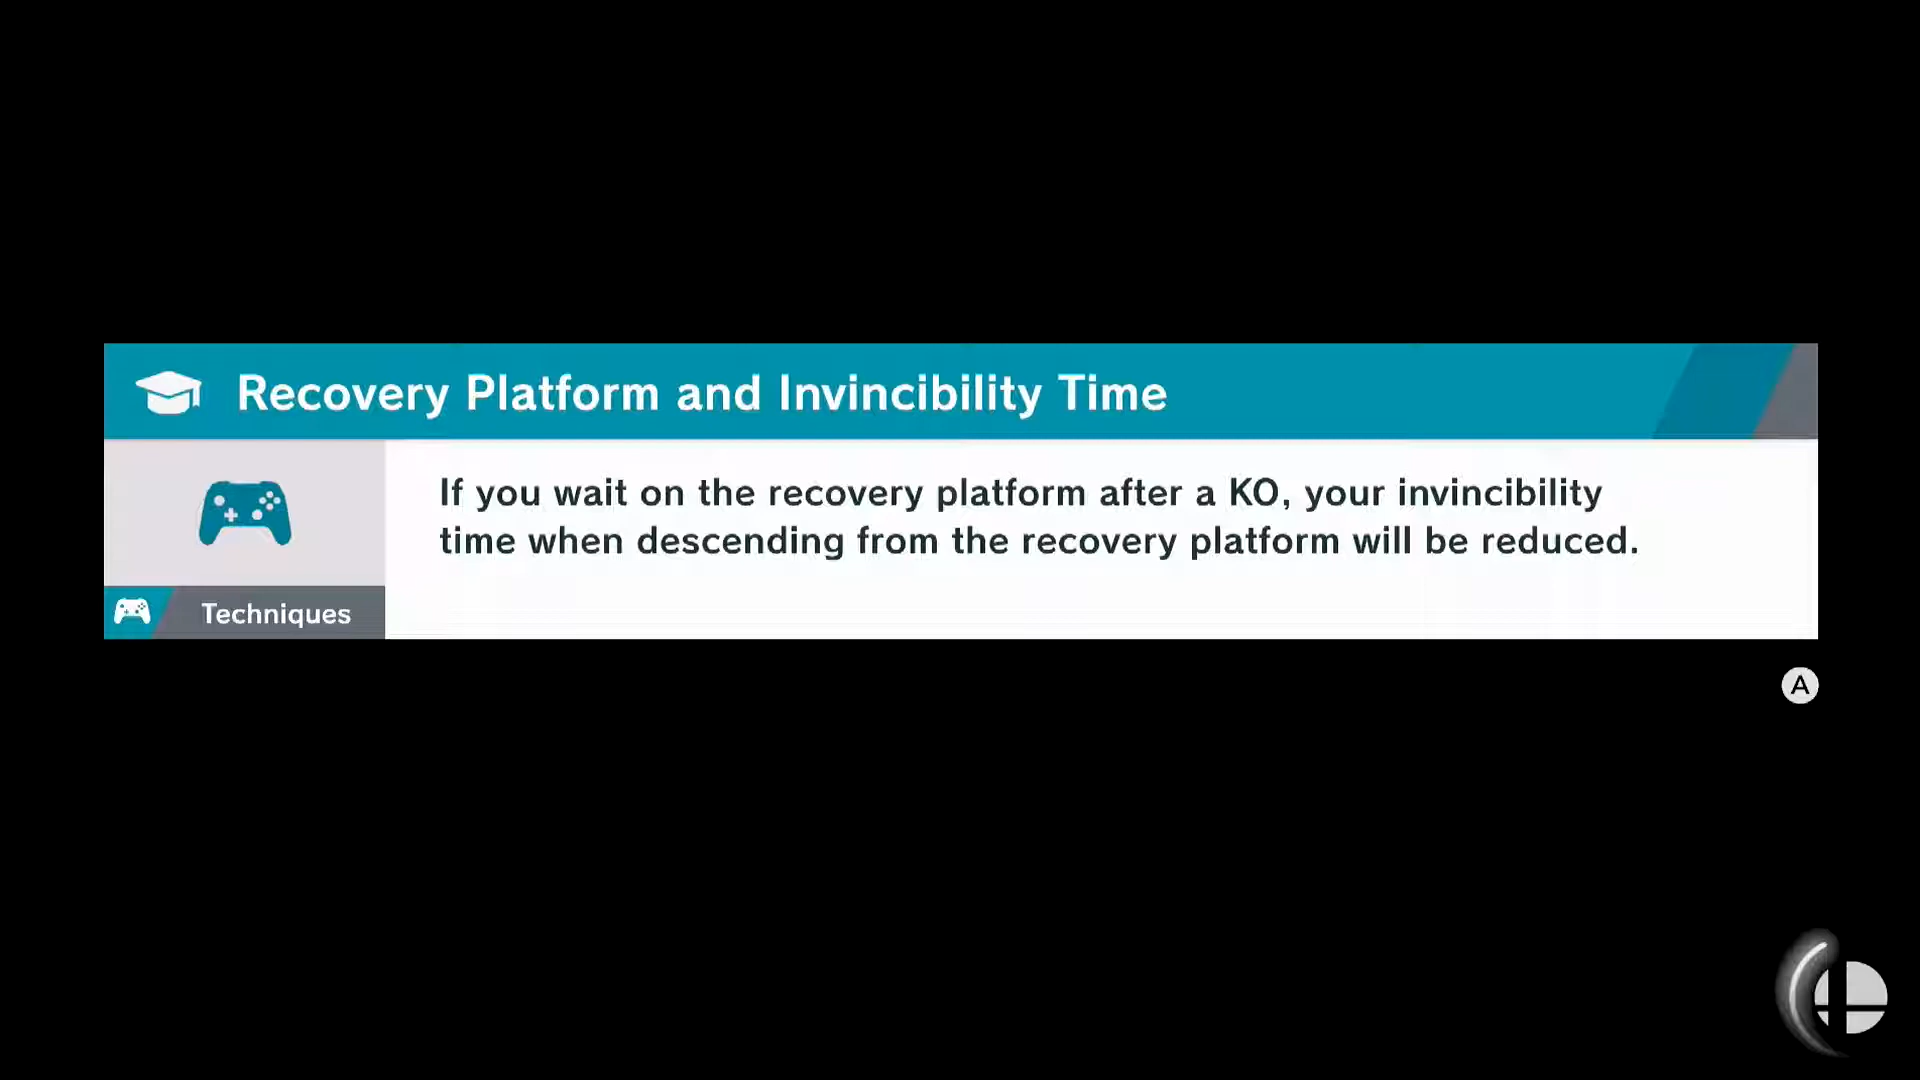 Recovery Platform and Invincibility Time
If you wait on the recovery platform after a KO, your invincibility
time when descending from the recovery platform will be reduced.
Techniques
A